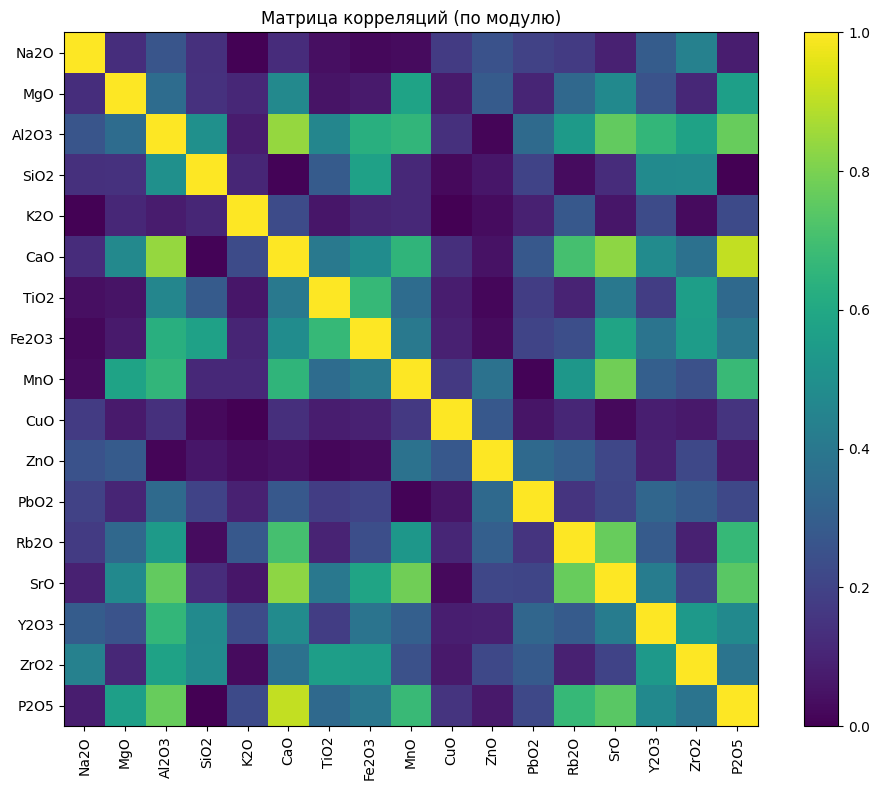 Матрица корреляций (по модулю)
Na2O
MgO
Al2O3
SiO2
K2O
CaO
TiO2
Fe2O3
MnO
CuO
ZnO
PbO2
Rb2O
SrO
Y2O3
ZrO2
P2O5
Na2O
MgO
Al2O3
SiO2
K2O
CaO
TiO2
Fe2O3
MnO
CuO
ZnO
PbO2
Rb2O
SrO
Y2O3
ZrO2
P2O5
1.0
0.8
0.6
0.4
0.2
0.0